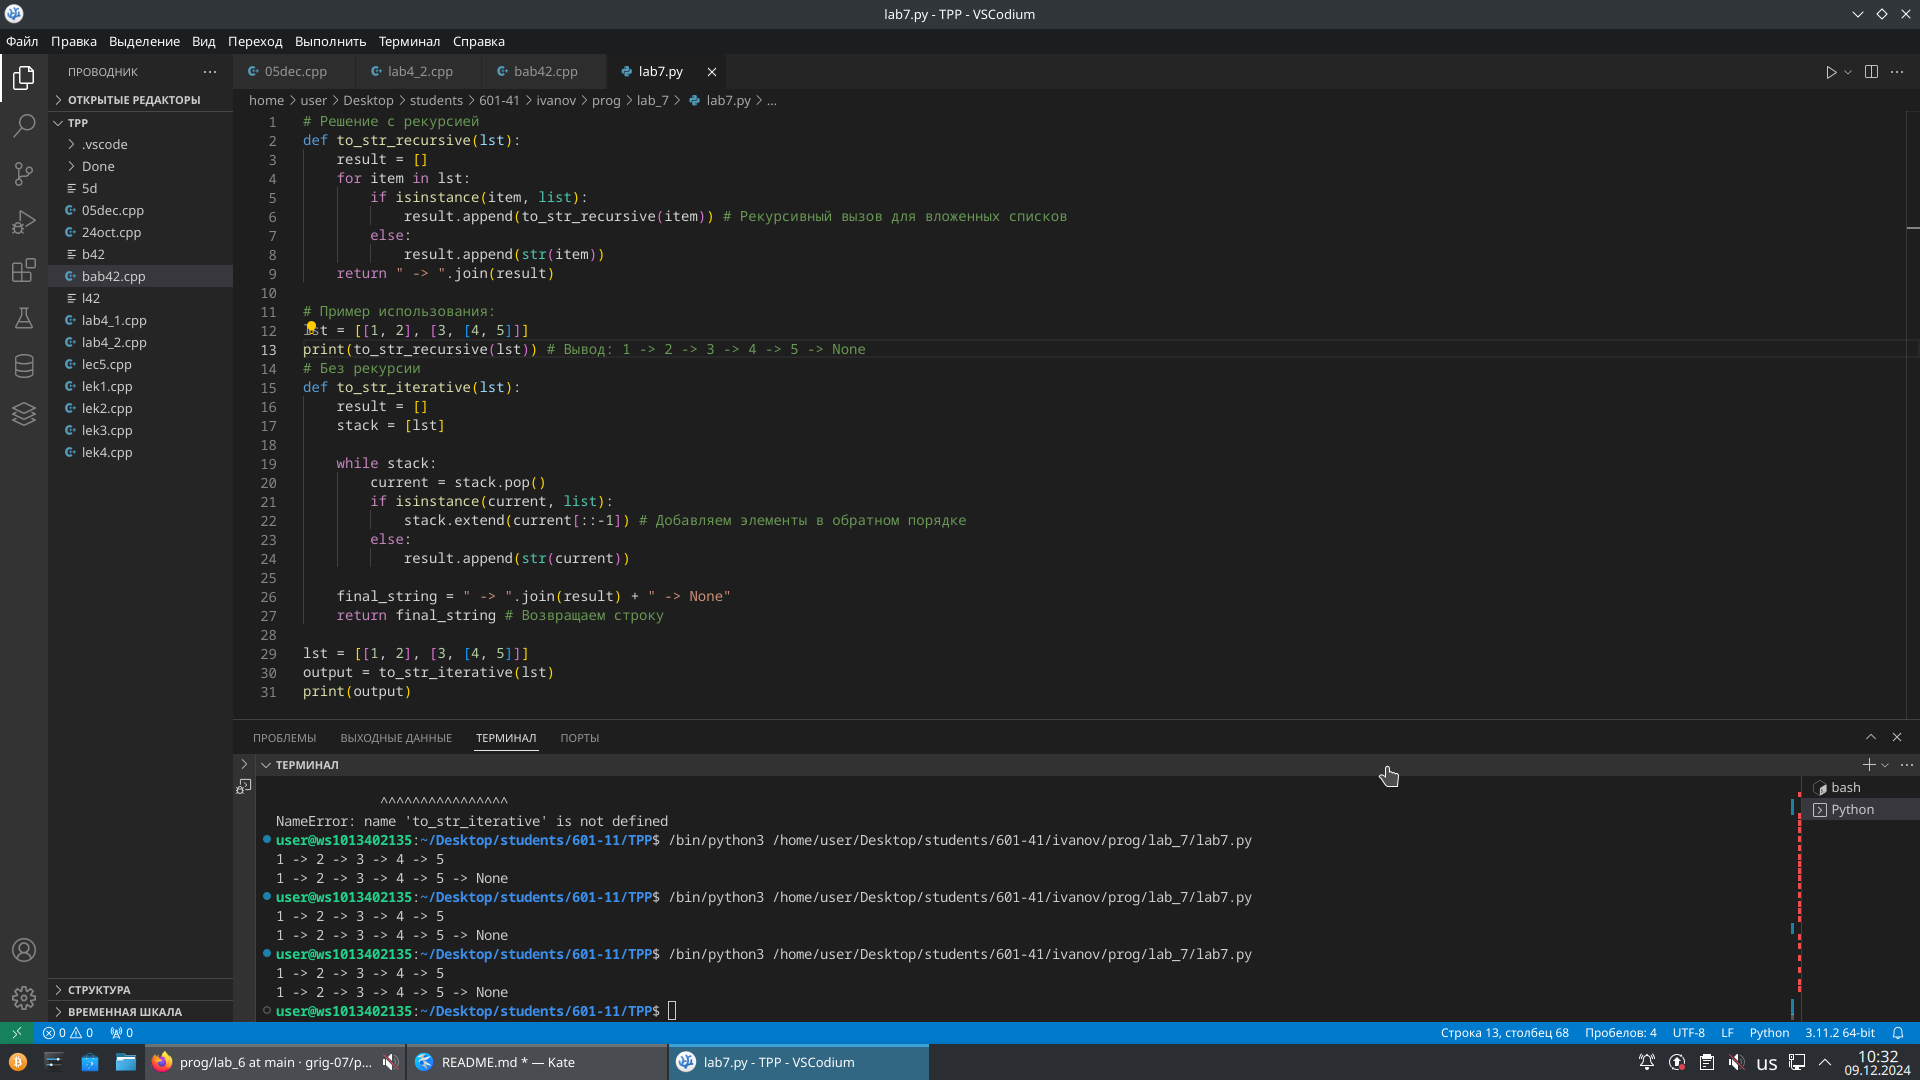 lab7.py - TPP - VSCodium
Файл Правка Выделение Вид Переход Выполнить Терминал Справка
ПРОВОДНИК
ОТКРЫТЫЕ РЕДАКТОРЫ
TPP
.vscode
Done
5d
05dec.cpp
24oct.cpp
b42
bab42.cpp
l42
lab4_1.cpp
lab4_2.cpp
lec5.cpp
lek1.cpp
lek2.cpp
lek3.cpp
lek4.cpp
СТРУКТУРА
ВРЕМЕННАЯ ШКАЛА
05dec.cpp lab4_2.cpp bab42.cpp lab7.py
home > user > Desktop > students > 601-41 > ivanov > prog > lab_7 > lab7.py > ...
1 # Решение с рекурсией
2 def to_str_recursive(lst):
3     result = []
4     for item in lst:
5         if isinstance(item, list):
6             result.append(to_str_recursive(item)) # Рекурсивный вызов для вложенных списков
7         else:
8             result.append(str(item))
9     return " -> ".join(result)
10
11 # Пример использования:
12 lst = [[1, 2], [3, [4, 5]]]
13 print(to_str_recursive(lst)) # Вывод: 1 -> 2 -> 3 -> 4 -> 5 -> None
14 # Без рекурсии
15 def to_str_iterative(lst):
16     result = []
17     stack = [lst]
18
19     while stack:
20         current = stack.pop()
21         if isinstance(current, list):
22             stack.extend(current[::-1]) # Добавляем элементы в обратном порядке
23         else:
24             result.append(str(current))
25
26     final_string = " -> ".join(result) + " -> None"
27     return final_string # Возвращаем строку
28
29 lst = [[1, 2], [3, [4, 5]]]
30 output = to_str_iterative(lst)
31 print(output)
ПРОБЛЕМЫ ВЫХОДНЫЕ ДАННЫЕ ТЕРМИНАЛ ПОРТЫ
ТЕРМИНАЛ
^^^^^^^^^^^^^^^^
NameError: name 'to_str_iterative' is not defined
user@ws1013402135:~/Desktop/students/601-11/TPP$ /bin/python3 /home/user/Desktop/students/601-41/ivanov/prog/lab_7/lab7.py
1 -> 2 -> 3 -> 4 -> 5
1 -> 2 -> 3 -> 4 -> 5 -> None
user@ws1013402135:~/Desktop/students/601-11/TPP$ /bin/python3 /home/user/Desktop/students/601-41/ivanov/prog/lab_7/lab7.py
1 -> 2 -> 3 -> 4 -> 5
1 -> 2 -> 3 -> 4 -> 5 -> None
user@ws1013402135:~/Desktop/students/601-11/TPP$ /bin/python3 /home/user/Desktop/students/601-41/ivanov/prog/lab_7/lab7.py
1 -> 2 -> 3 -> 4 -> 5
1 -> 2 -> 3 -> 4 -> 5 -> None
user@ws1013402135:~/Desktop/students/601-11/TPP$
bash
Python
0 0 0 Строка 13, столбец 68 Пробелов: 4 UTF-8 LF Python 3.11.2 64-bit
prog/lab_6 at main · grig-07/p... README.md * — Kate lab7.py - TPP - VSCodium us 10:32
09.12.2024